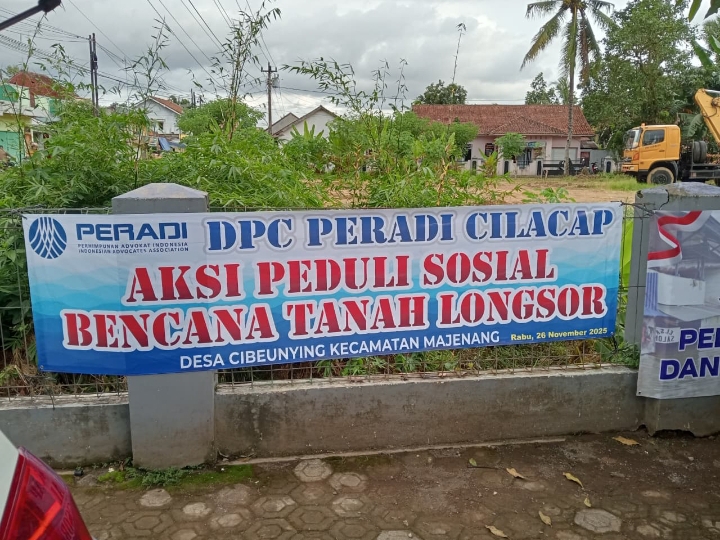 PERADI
PERHIMPUNAN ADVOKAT INDONESIA
INDONESIAN ADVOCATES ASSOCIATION
DPC PERADI CILACAP
AKSI PEDULI SOSIAL
BENCANA TANAH LONGSOR
DESA CIBEUNYING KECAMATAN MAJENANG
Rabu, 26 November 2025
DAN